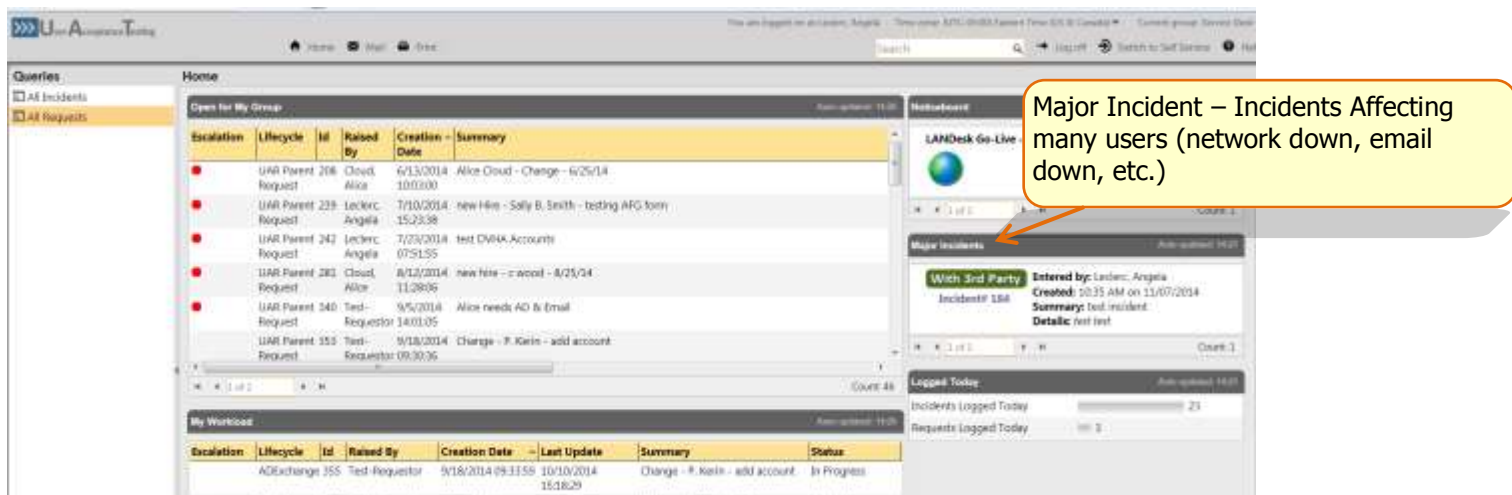 User Acceptance Testing
You are logged on as Leclerc, Angela
Home Mail
Search
Log off Switch to Self Service
Queries
All Incidents
All Requests
Home
Open for My Group
Escalation Lifecycle Id Raised By Creation Date Summary
UAR Parent Request 208 Cloud, Alice 6/13/2014 10:03:00 Alice Cloud - Change - 6/25/14
UAR Parent Request 239 Leclerc, Angela 7/10/2014 15:23:38 new Hire - Sally B. Smith - testing AFG form
UAR Parent Request 242 Leclerc, Angela 7/23/2014 07:51:55 test DVHA Accounts
UAR Parent Request 281 Cloud, Alice 8/12/2014 11:28:06 new hire - c wood - 8/25/14
UAR Parent Request 340 Test-Requestor 9/5/2014 14:01:05 Alice needs AD & Email
UAR Parent Request 353 Test-Requestor 9/18/2014 09:30:36 Change - P. Kerin - add account
Count: 46
My Workload
Escalation Lifecycle Id Raised By Creation Date Last Update Summary Status
ADExchange 355 Test-Requestor 9/18/2014 09:33:59 10/10/2014 15:18:29 Change - P. Kerin - add account In Progress
Noticeboard
LANDesk Go-Live -
Count: 1
Major Incidents
With 3rd Party
Incident# 184
Entered by: Leclerc, Angela
Created: 10:35 AM on 11/07/2014
Summary: test incident
Details: test test
Count: 1
Logged Today
Incidents Logged Today 23
Requests Logged Today
Major Incident – Incidents Affecting
many users (network down, email
down, etc.)